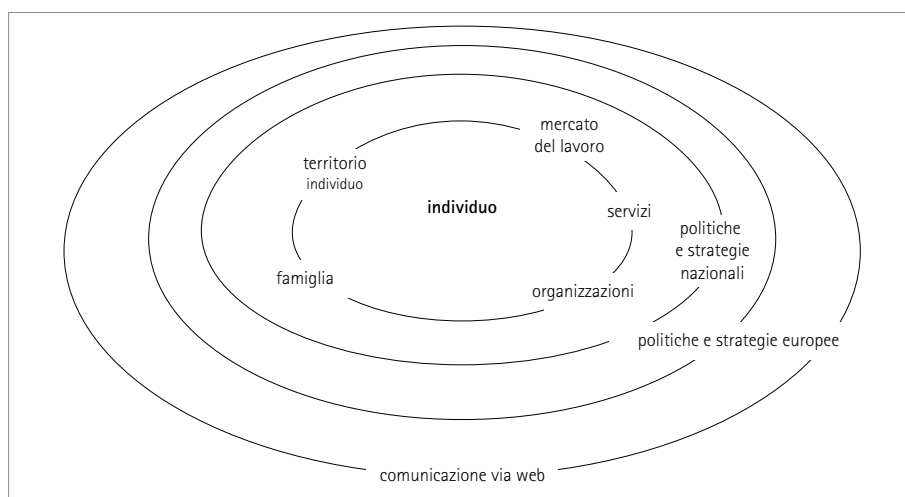 mercato
del lavoro
territorio
individuo
individuo
servizi
politiche
e strategie
nazionali
famiglia
organizzazioni
politiche e strategie europee
comunicazione via web